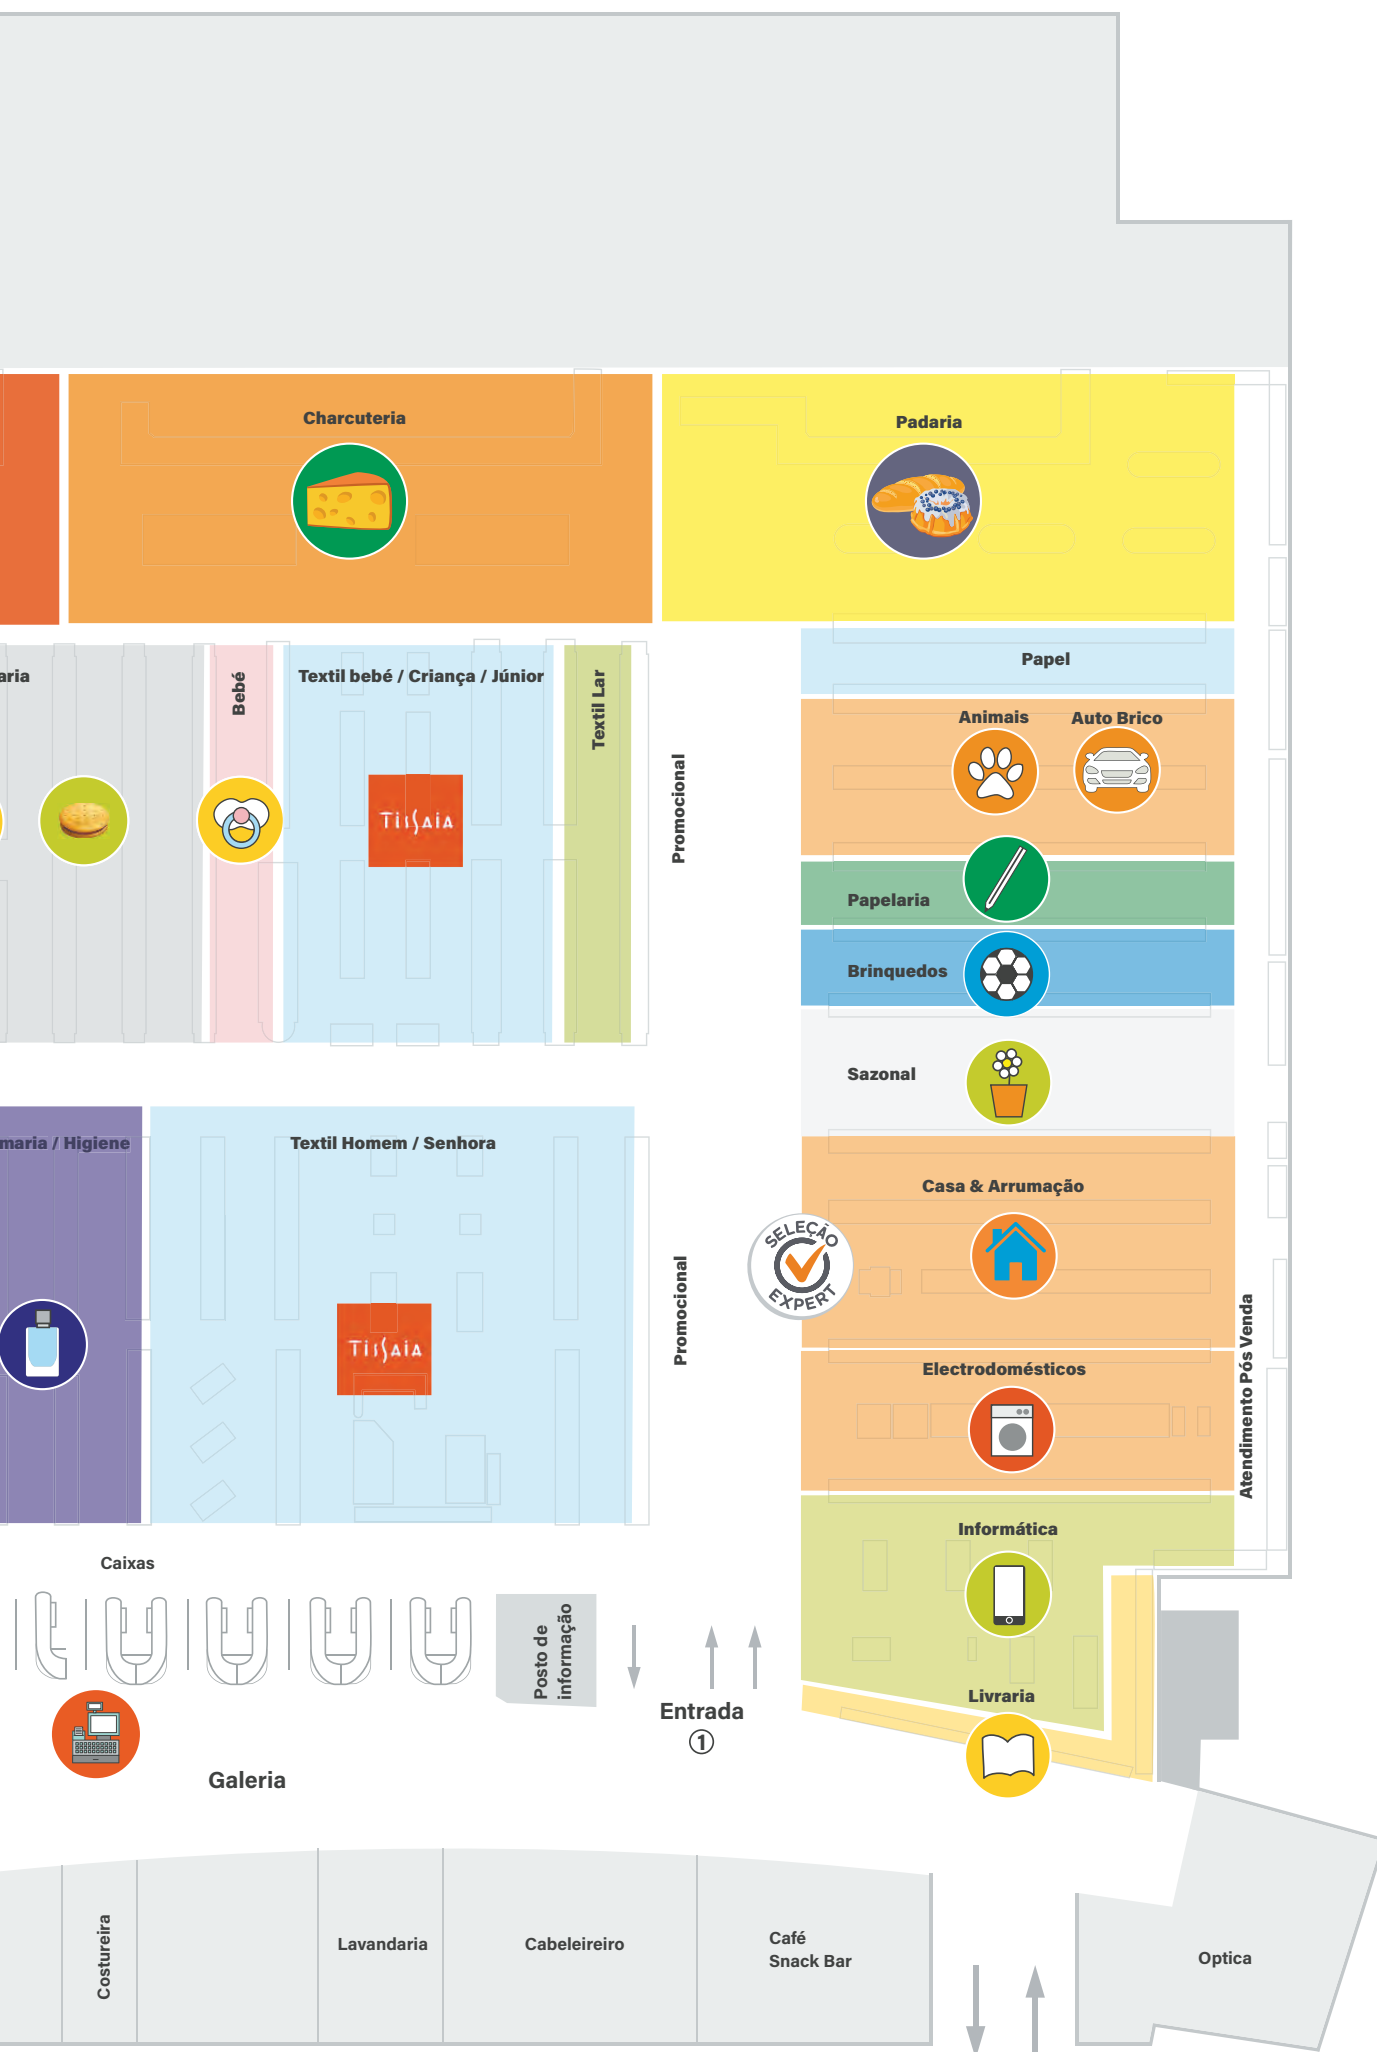 Charcuteria
Padaria
Papel
aria
Bebé
Textil bebé / Criança / Júnior
Textil Lar
Promocional
Animais
Auto Brico
TISSAIA
Papelaria
Brinquedos
Sazonal
maria / Higiene
Textil Homem / Senhora
Casa & Arrumação
SELEÇÃO
EXPERT
Promocional
TISSAIA
Electrodomésticos
Atendimento Pós Venda
Informática
Caixas
Posto de
informação
Livraria
Entrada
1
Galeria
Costureira
Lavandaria
Cabeleireiro
Café
Snack Bar
Optica